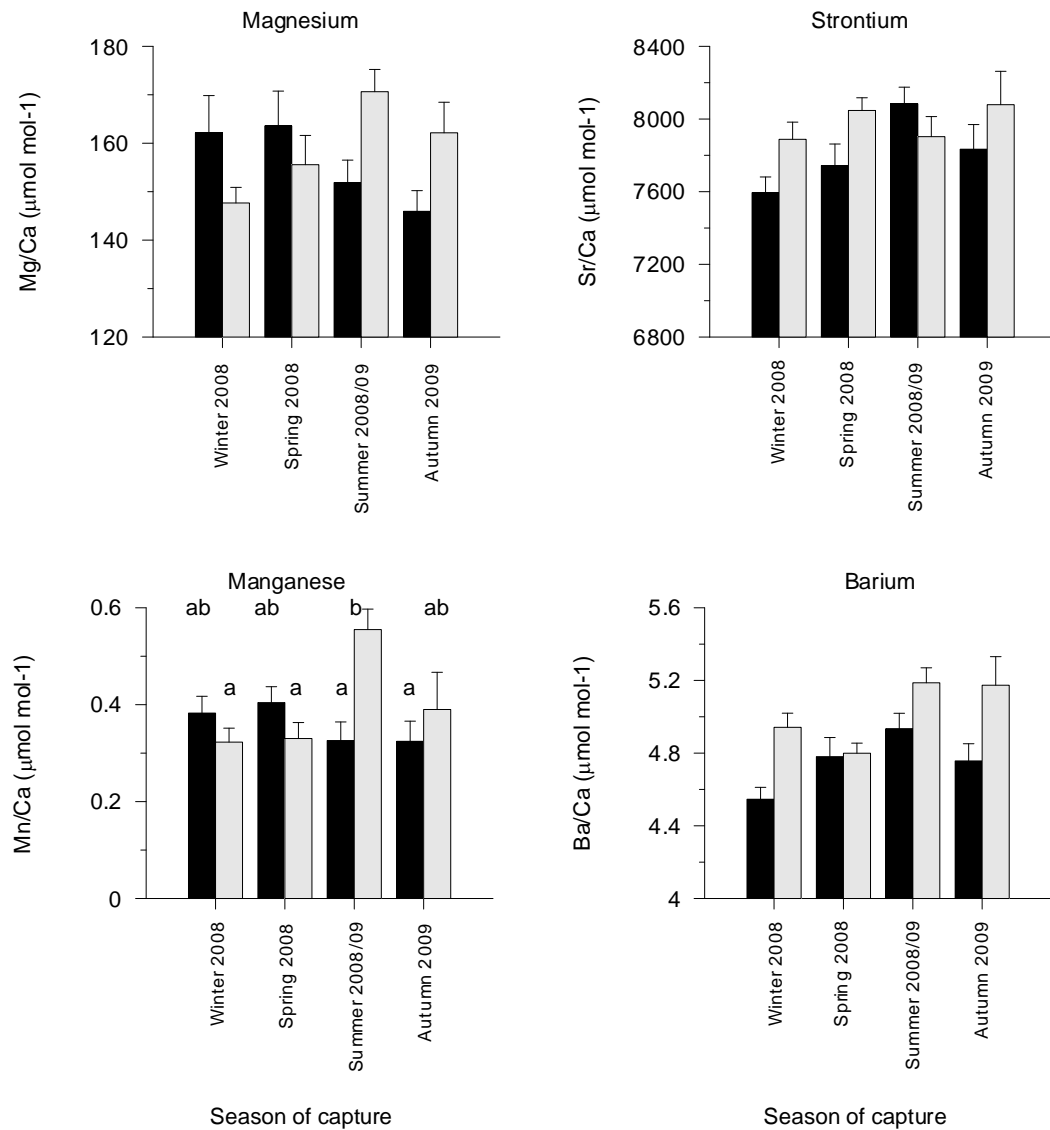 Magnesium
Mg/Ca (μmol mol-1)
180
160
140
120
Winter 2008
Spring 2008
Summer 2008/09
Autumn 2009
Strontium
Sr/Ca (μmol mol-1)
8400
8000
7600
7200
6800
Winter 2008
Spring 2008
Summer 2008/09
Autumn 2009
Manganese
Mn/Ca (μmol mol-1)
0.6
0.4
0.2
0
ab ab b ab
a a a a
Winter 2008
Spring 2008
Summer 2008/09
Autumn 2009
Season of capture
Barium
Ba/Ca (μmol mol-1)
5.6
5.2
4.8
4.4
4
Winter 2008
Spring 2008
Summer 2008/09
Autumn 2009
Season of capture